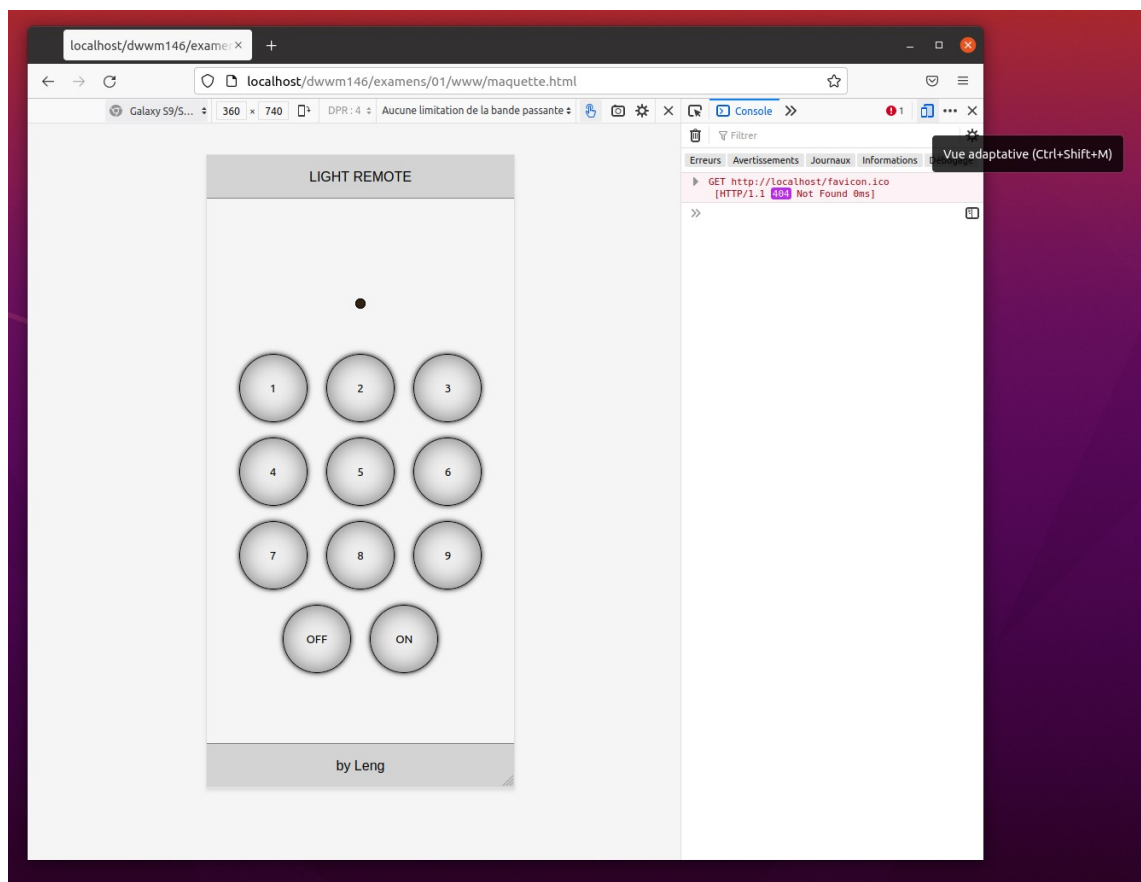 localhost/dwwm146/examen
localhost/dwwm146/examens/01/www/maquette.html
Galaxy S9/S... 360 × 740 DPR : 4 Aucune limitation de la bande passante
Console
1
Filtrer
Vue adaptative (Ctrl+Shift+M)
Erreurs Avertissements Journaux Informations
GET http://localhost/favicon.ico
[HTTP/1.1 404 Not Found 0ms]
LIGHT REMOTE
1 2 3
4 5 6
7 8 9
OFF ON
by Leng